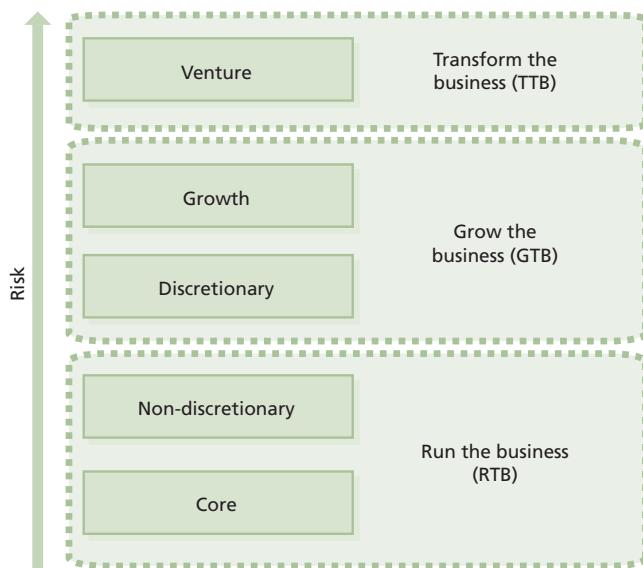 Venture
Transform the
business (TTB)
Growth
Discretionary
Grow the
business (GTB)
Non-discretionary
Core
Run the business
(RTB)
Risk